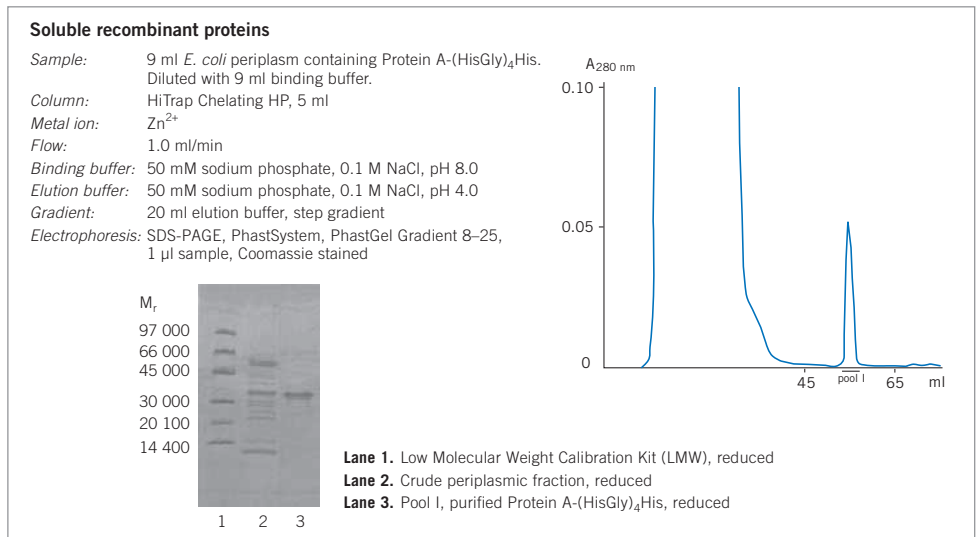 Soluble recombinant proteins
Sample: 9 ml E. coli periplasm containing Protein A-(HisGly)₄His.
Diluted with 9 ml binding buffer.
Column: HiTrap Chelating HP, 5 ml
Metal ion: Zn²⁺
Flow: 1.0 ml/min
Binding buffer: 50 mM sodium phosphate, 0.1 M NaCl, pH 8.0
Elution buffer: 50 mM sodium phosphate, 0.1 M NaCl, pH 4.0
Gradient: 20 ml elution buffer, step gradient
Electrophoresis: SDS-PAGE, PhastSystem, PhastGel Gradient 8–25,
1 µl sample, Coomassie stained
A280 nm
0.10
0.05
0
45
pool I
65
ml
Mr
97 000
66 000
45 000
30 000
20 100
14 400
1 2 3
Lane 1. Low Molecular Weight Calibration Kit (LMW), reduced
Lane 2. Crude periplasmic fraction, reduced
Lane 3. Pool I, purified Protein A-(HisGly)₄His, reduced